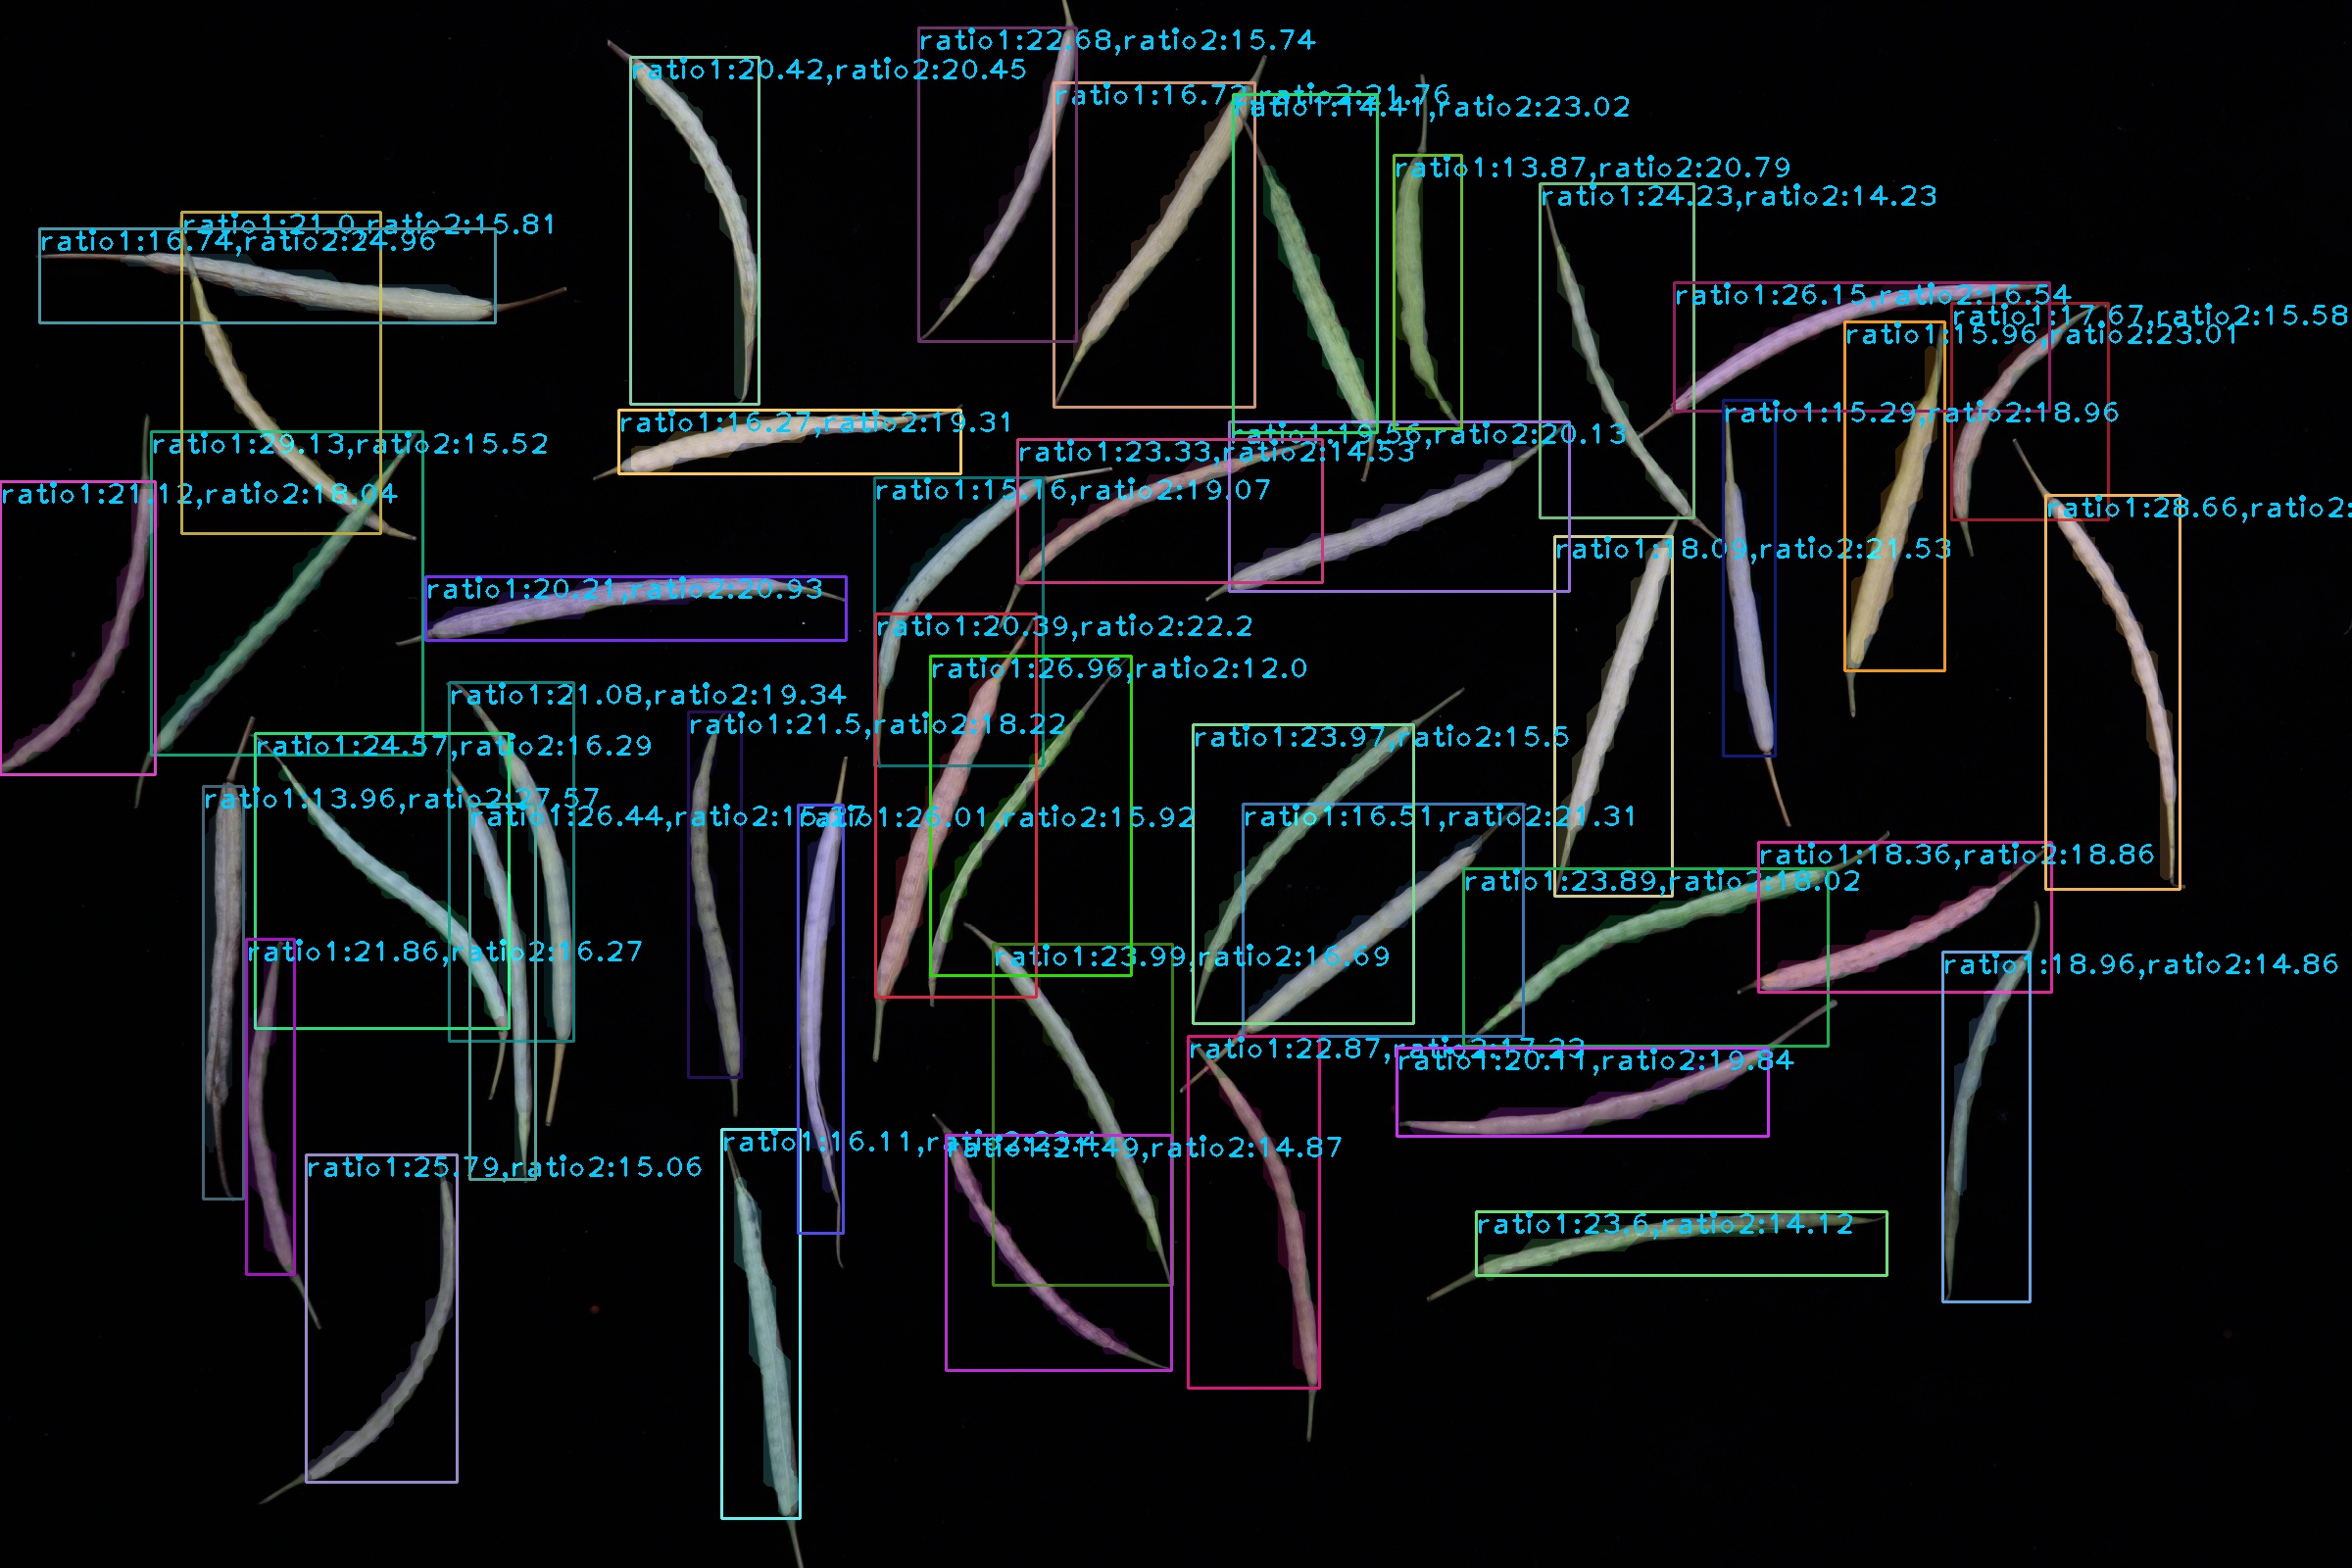 ratio1:22.68,ratio2:15.74
ratio1:20.42,ratio2:20.45
ratio1:16.72,ratio2:21.76
ratio1:14.41,ratio2:23.02
ratio1:13.87,ratio2:20.79
ratio1:24.23,ratio2:14.23
ratio1:21.0,ratio2:15.81
ratio1:16.74,ratio2:24.96
ratio1:26.15,ratio2:16.54
ratio1:17.67,ratio2:15.58
ratio1:15.96,ratio2:23.01
ratio1:15.29,ratio2:18.96
ratio1:16.27,ratio2:19.31
ratio1:19.56,ratio2:20.13
ratio1:29.13,ratio2:15.52
ratio1:23.33,ratio2:14.53
ratio1:15.16,ratio2:19.07
ratio1:21.12,ratio2:18.04
ratio1:28.66,ratio2:
ratio1:18.09,ratio2:21.53
ratio1:20.21,ratio2:20.93
ratio1:20.39,ratio2:22.2
ratio1:26.96,ratio2:12.0
ratio1:21.08,ratio2:19.34
ratio1:21.5,ratio2:18.22
ratio1:23.97,ratio2:15.5
ratio1:24.57,ratio2:16.29
ratio1:13.96,ratio2:27.57
ratio1:26.44,ratio2:
ratio1:26.01,ratio2:15.92
ratio1:16.51,ratio2:21.31
ratio1:18.36,ratio2:18.86
ratio1:23.89,ratio2:18.02
ratio1:21.86,ratio2:16.27
ratio1:23.99,ratio2:16.69
ratio1:18.96,ratio2:14.86
ratio1:22.87,ratio2:17.23
ratio1:20.11,ratio2:19.84
ratio1:16.11,
ratio1:21.49,ratio2:14.87
ratio1:25.79,ratio2:15.06
ratio1:23.6,ratio2:14.12